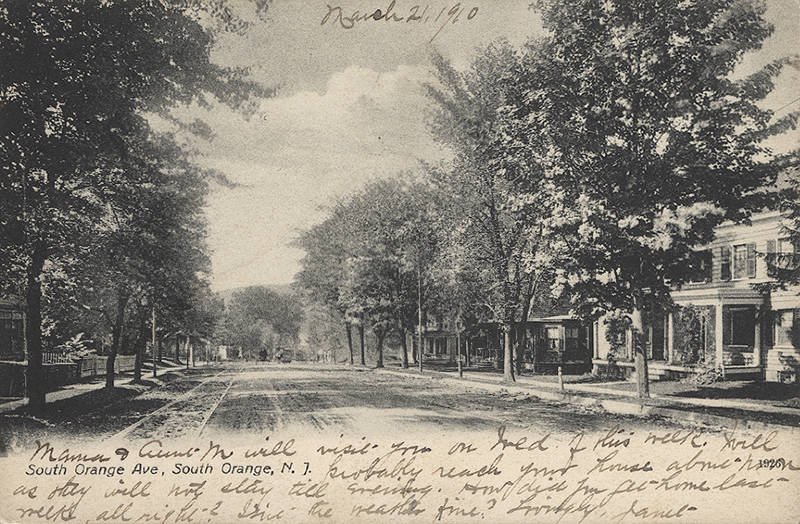 March 21, 1910
Mama & Aunt M will visit you on Wed. of this week. Will
South Orange Ave, South Orange, N. J.
probably reach your house about noon
1926
as they will not stay till evening. How did you get home last
week, all right? Isn't the weather fine? Lovingly, Janet